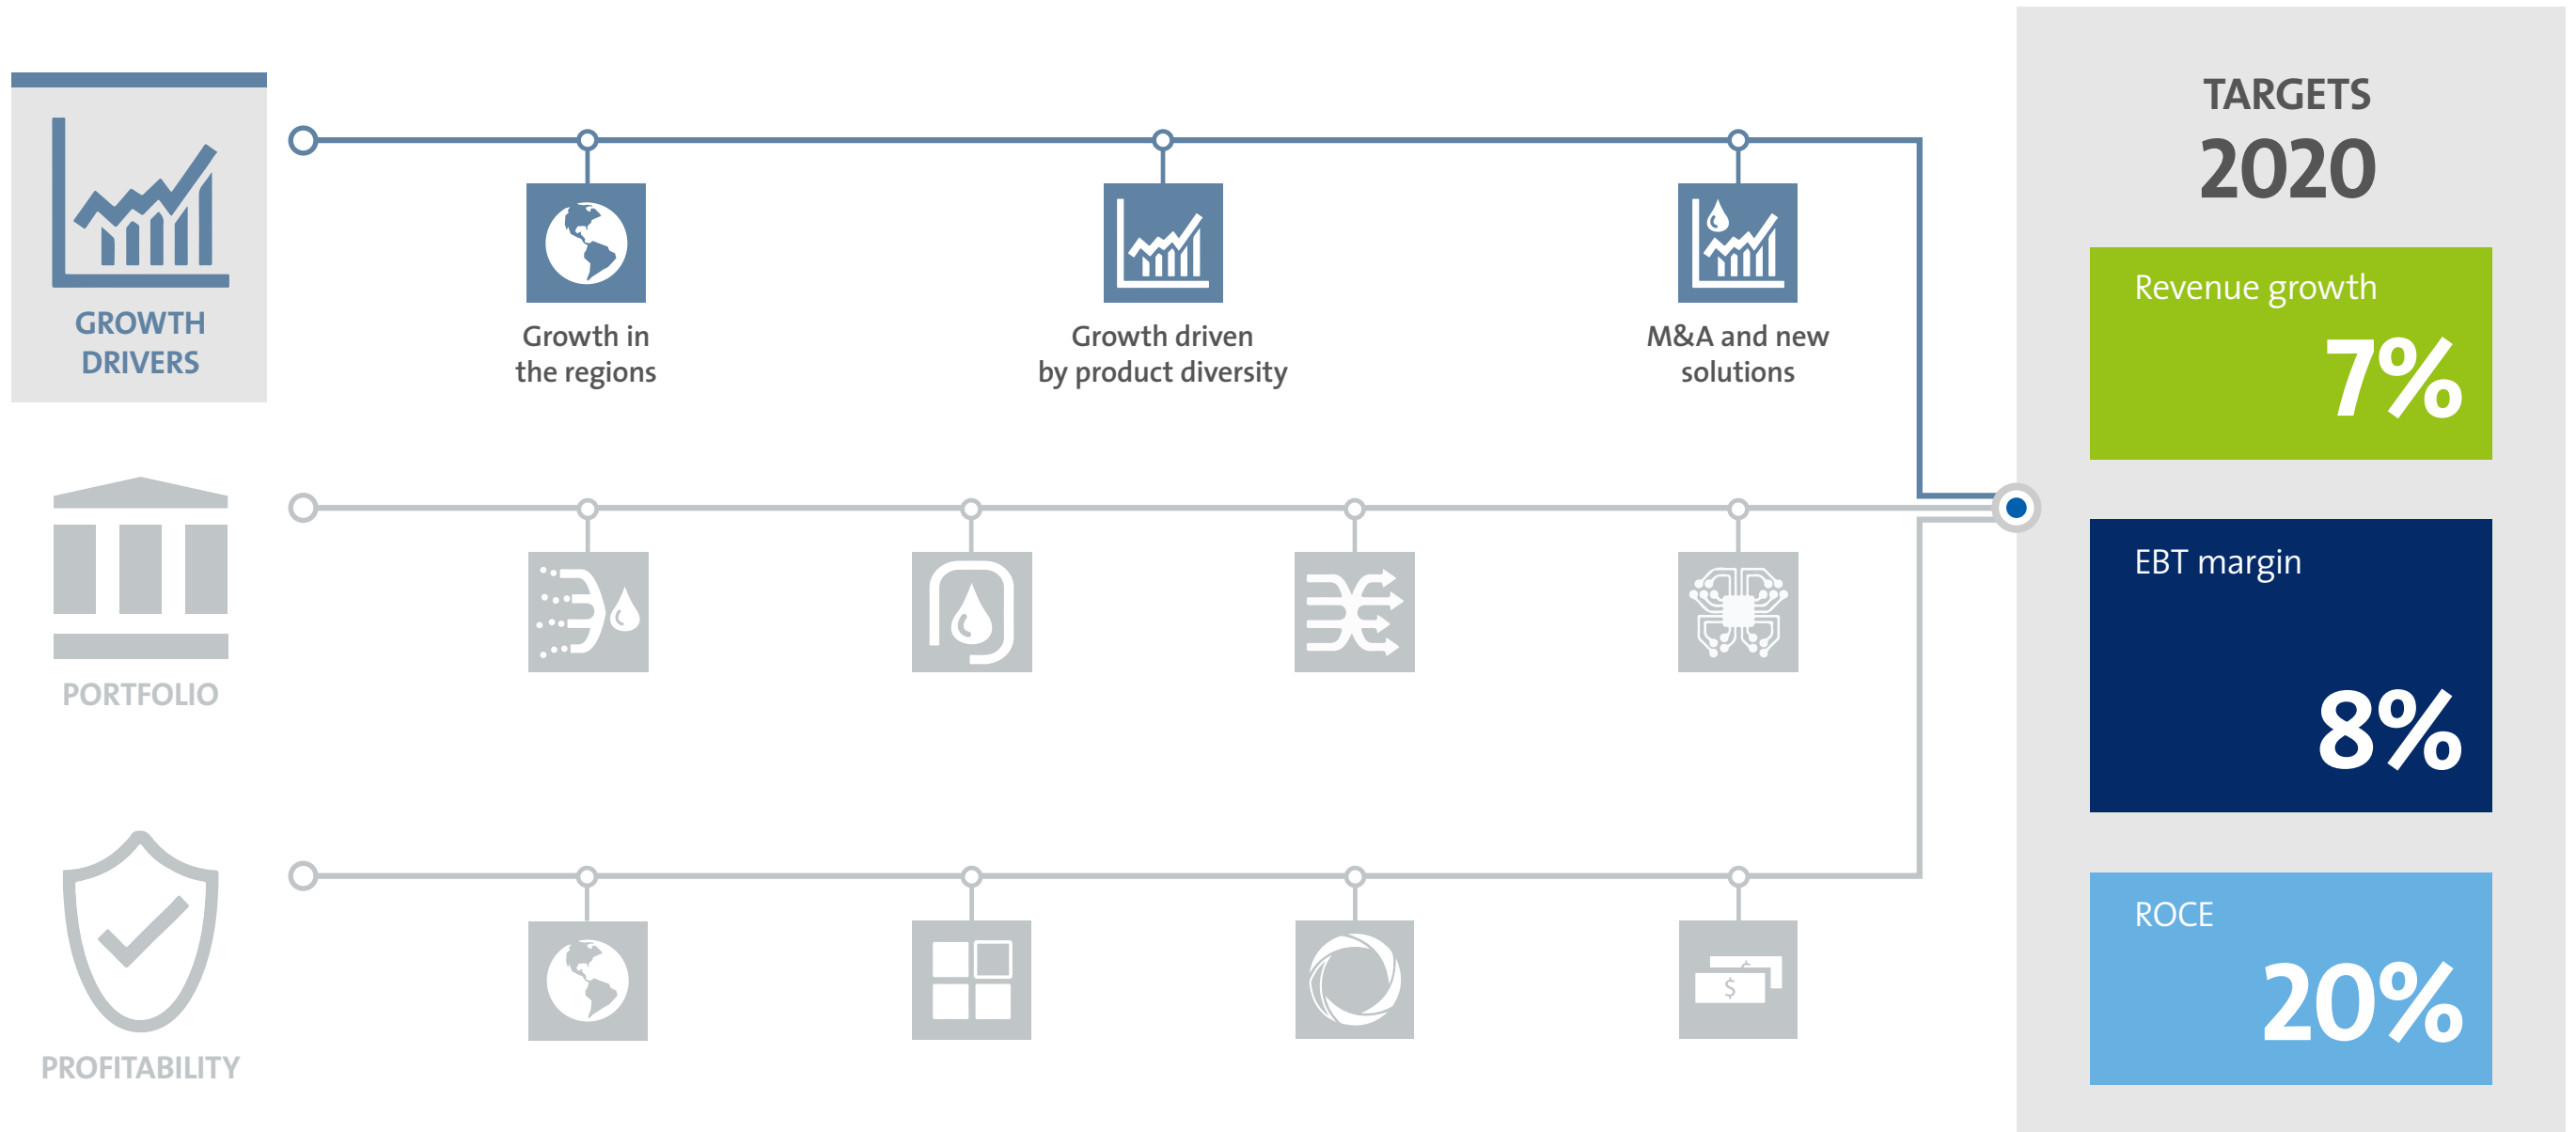 GROWTH
DRIVERS
Growth in
the regions
Growth driven
by product diversity
M&A and new
solutions
PORTFOLIO
PROFITABILITY
$
TARGETS
2020
Revenue growth
7%
EBT margin
8%
ROCE
20%